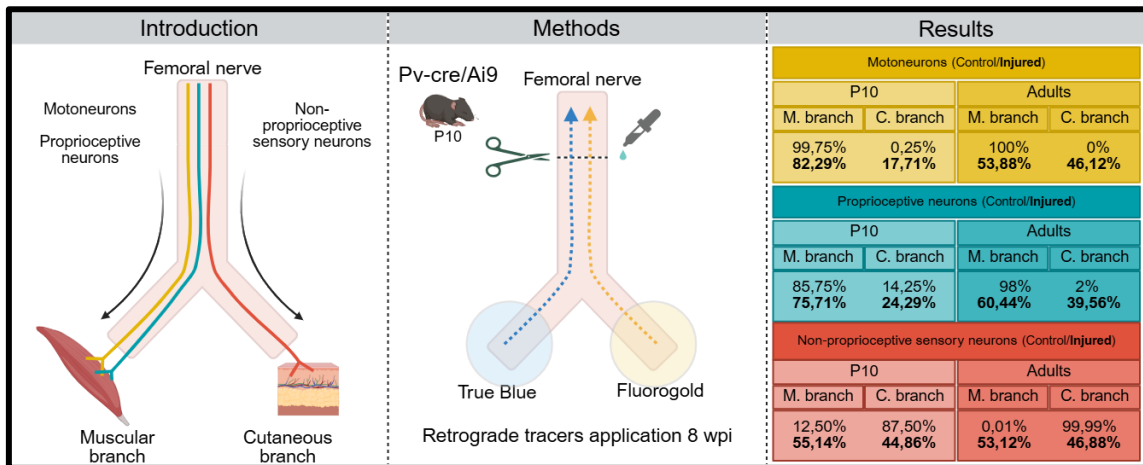 Introduction
Femoral nerve
Motoneurons
Proprioceptive
neurons
Non-
proprioceptive
sensory neurons
Muscular
branch
Cutaneous
branch
Methods
Pv-cre/Ai9
P10
Femoral nerve
True Blue
Fluorogold
Retrograde tracers application 8 wpi
Results
Motoneurons (Control/Injured)
P10 Adults
M. branch C. branch M. branch C. branch
99,75% 0,25% 100% 0%
82,29% 17,71% 53,88% 46,12%
Proprioceptive neurons (Control/Injured)
P10 Adults
M. branch C. branch M. branch C. branch
85,75% 14,25% 98% 2%
75,71% 24,29% 60,44% 39,56%
Non-proprioceptive sensory neurons (Control/Injured)
P10 Adults
M. branch C. branch M. branch C. branch
12,50% 87,50% 0,01% 99,99%
55,14% 44,86% 53,12% 46,88%